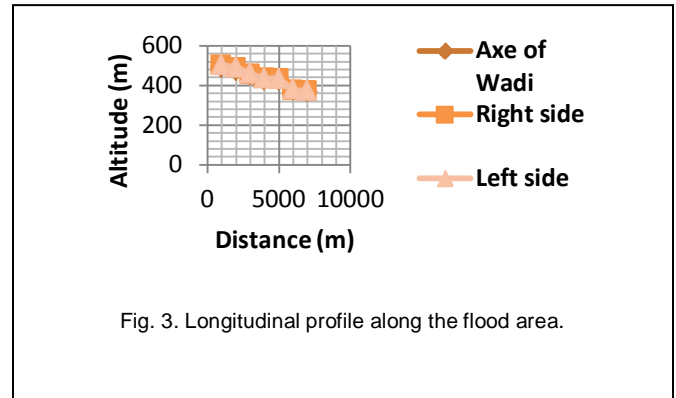 600
400
200
0
Altitude (m)
0 5000 10000
Distance (m)
Axe of
Wadi
Right side
Left side
Fig. 3. Longitudinal profile along the flood area.